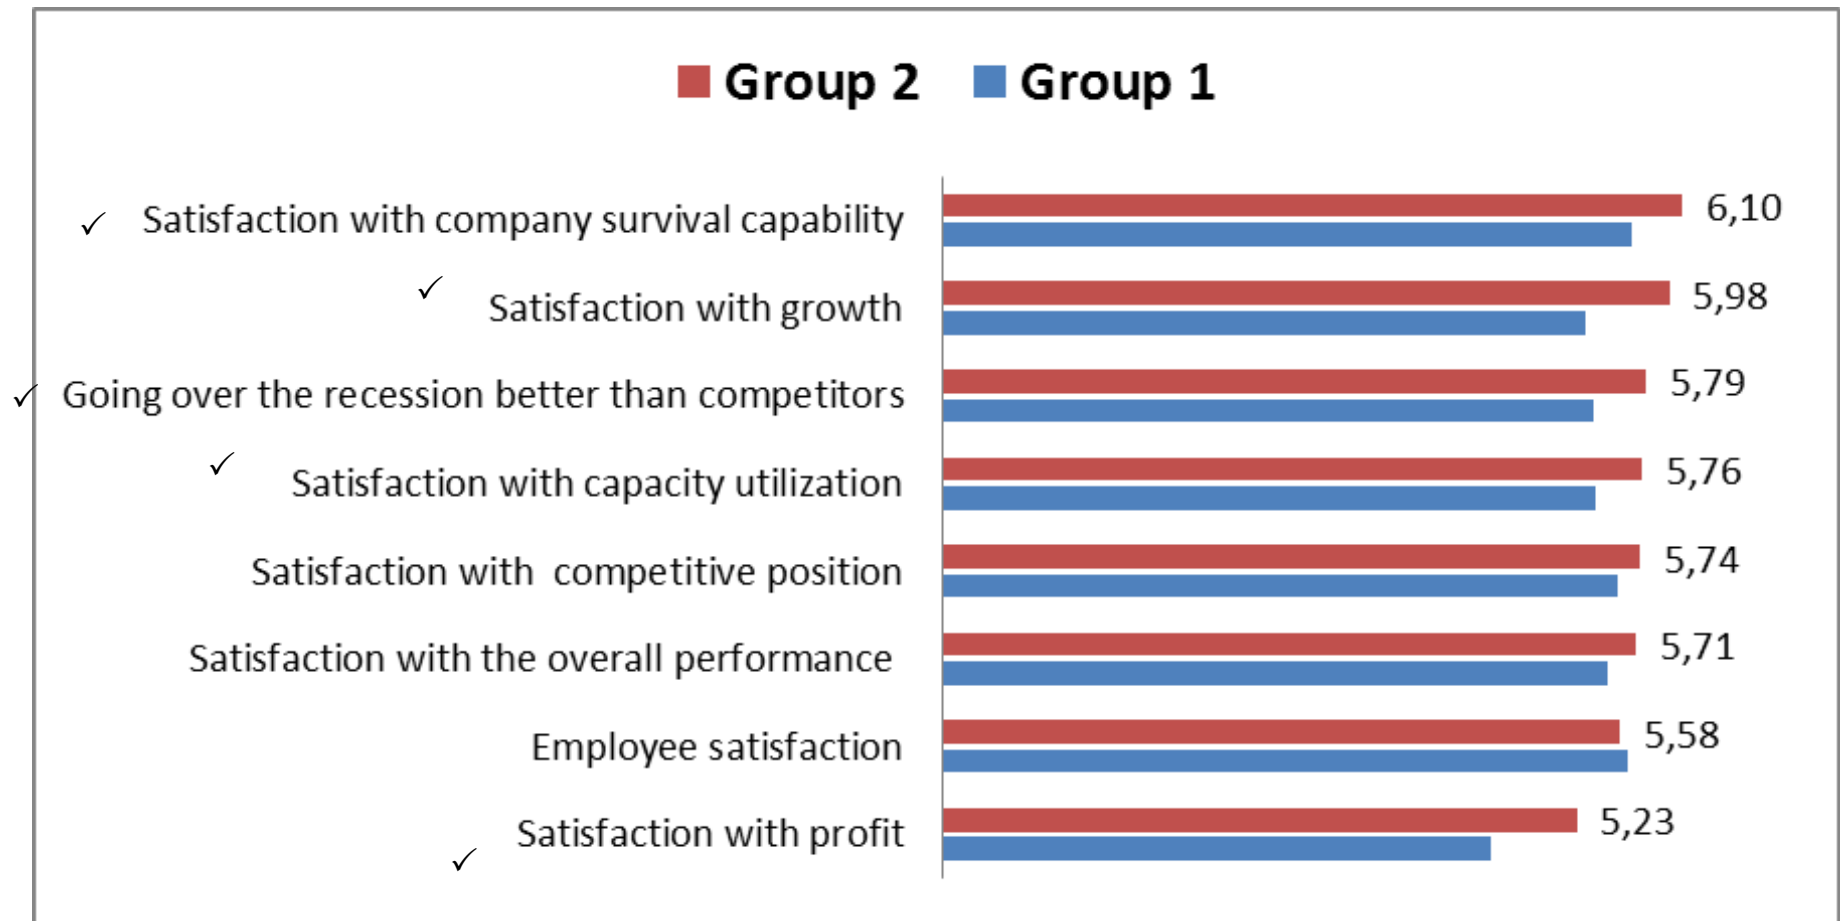 Group 2 Group 1
✓ Satisfaction with company survival capability 6,10
✓ Satisfaction with growth 5,98
✓ Going over the recession better than competitors 5,79
✓ Satisfaction with capacity utilization 5,76
Satisfaction with competitive position 5,74
Satisfaction with the overall performance 5,71
Employee satisfaction 5,58
✓ Satisfaction with profit 5,23